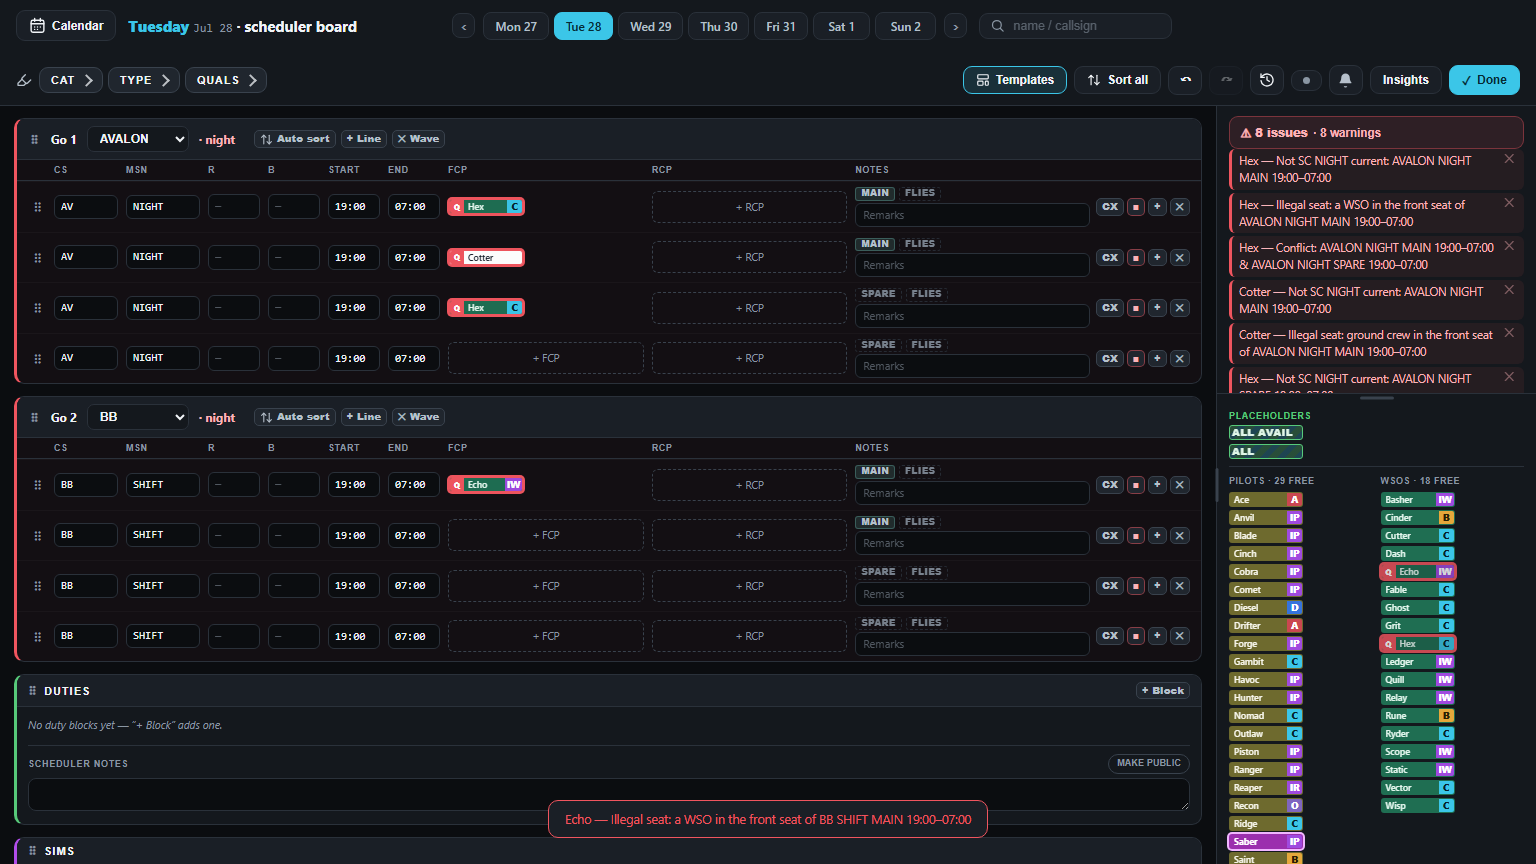 Calendar
Tuesday Jul 28 · scheduler board
‹ Mon 27 Tue 28 Wed 29 Thu 30 Fri 31 Sat 1 Sun 2 ›
name / callsign
CAT TYPE QUALS
Templates Sort all Insights ✓ Done
Go 1 AVALON · night Auto sort + Line × Wave
CS MSN R B START END FCP RCP NOTES
AV NIGHT – – 19:00 07:00 Q Hex C + RCP MAIN FLIES
Remarks CX ■ + ×
AV NIGHT – – 19:00 07:00 Q Cotter + RCP MAIN FLIES
Remarks CX ■ + ×
AV NIGHT – – 19:00 07:00 Q Hex C + RCP SPARE FLIES
Remarks CX ■ + ×
AV NIGHT – – 19:00 07:00 + FCP + RCP SPARE FLIES
Remarks CX ■ + ×
Go 2 BB · night Auto sort + Line × Wave
CS MSN R B START END FCP RCP NOTES
BB SHIFT – – 19:00 07:00 Q Echo IW + RCP MAIN FLIES
Remarks CX ■ + ×
BB SHIFT – – 19:00 07:00 + FCP + RCP MAIN FLIES
Remarks CX ■ + ×
BB SHIFT – – 19:00 07:00 + FCP + RCP SPARE FLIES
Remarks CX ■ + ×
BB SHIFT – – 19:00 07:00 + FCP + RCP SPARE FLIES
Remarks CX ■ + ×
DUTIES + Block
No duty blocks yet — "+ Block" adds one.
SCHEDULER NOTES MAKE PUBLIC
Echo — Illegal seat: a WSO in the front seat of BB SHIFT MAIN 19:00–07:00
SIMS
⚠ 8 issues · 8 warnings
Hex — Not SC NIGHT current: AVALON NIGHT
MAIN 19:00–07:00
Hex — Illegal seat: a WSO in the front seat of
AVALON NIGHT MAIN 19:00–07:00
Hex — Conflict: AVALON NIGHT MAIN 19:00–07:00
& AVALON NIGHT SPARE 19:00–07:00
Cotter — Not SC NIGHT current: AVALON NIGHT
MAIN 19:00–07:00
Cotter — Illegal seat: ground crew in the front seat
of AVALON NIGHT MAIN 19:00–07:00
Hex — Not SC NIGHT current: AVALON NIGHT
SPARE 19:00–07:00
PLACEHOLDERS
ALL AVAIL
ALL
PILOTS · 29 FREE WSOS · 18 FREE
Ace A Basher IW
Anvil IP Cinder B
Blade IP Cutter C
Cinch IP Dash C
Cobra IP Q Echo IW
Comet IP Fable C
Diesel D Ghost C
Drifter A Grit C
Forge IP Q Hex C
Gambit C Ledger IW
Havoc IP Quill IW
Hunter IP Relay IW
Nomad C Rune B
Outlaw C Ryder C
Piston IP Scope IW
Ranger IP Static IW
Reaper IR Vector C
Recon O Wisp C
Ridge C
Saber IP
Saint B